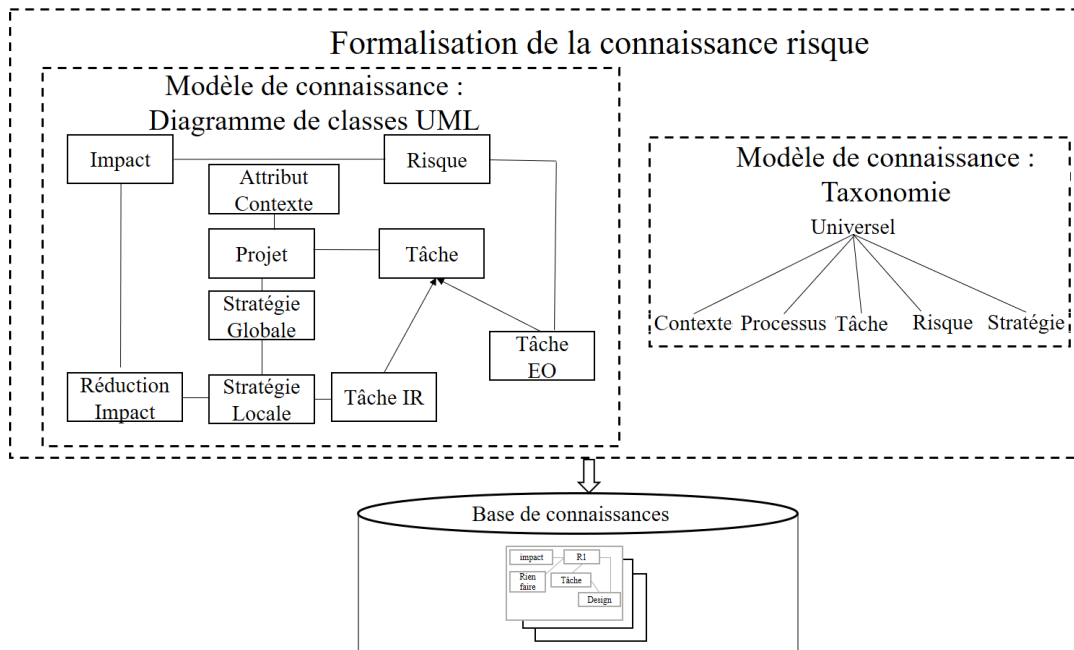 Formalisation de la connaissance risque
Modèle de connaissance :
Diagramme de classes UML
Impact
Risque
Attribut
Contexte
Projet
Tâche
Stratégie
Globale
Tâche
EO
Réduction
Impact
Stratégie
Locale
Tâche IR
Modèle de connaissance :
Taxonomie
Universel
Contexte
Processus
Tâche
Risque
Stratégie
Base de connaissances
impact
R1
Rien
faire
Tâche
Design